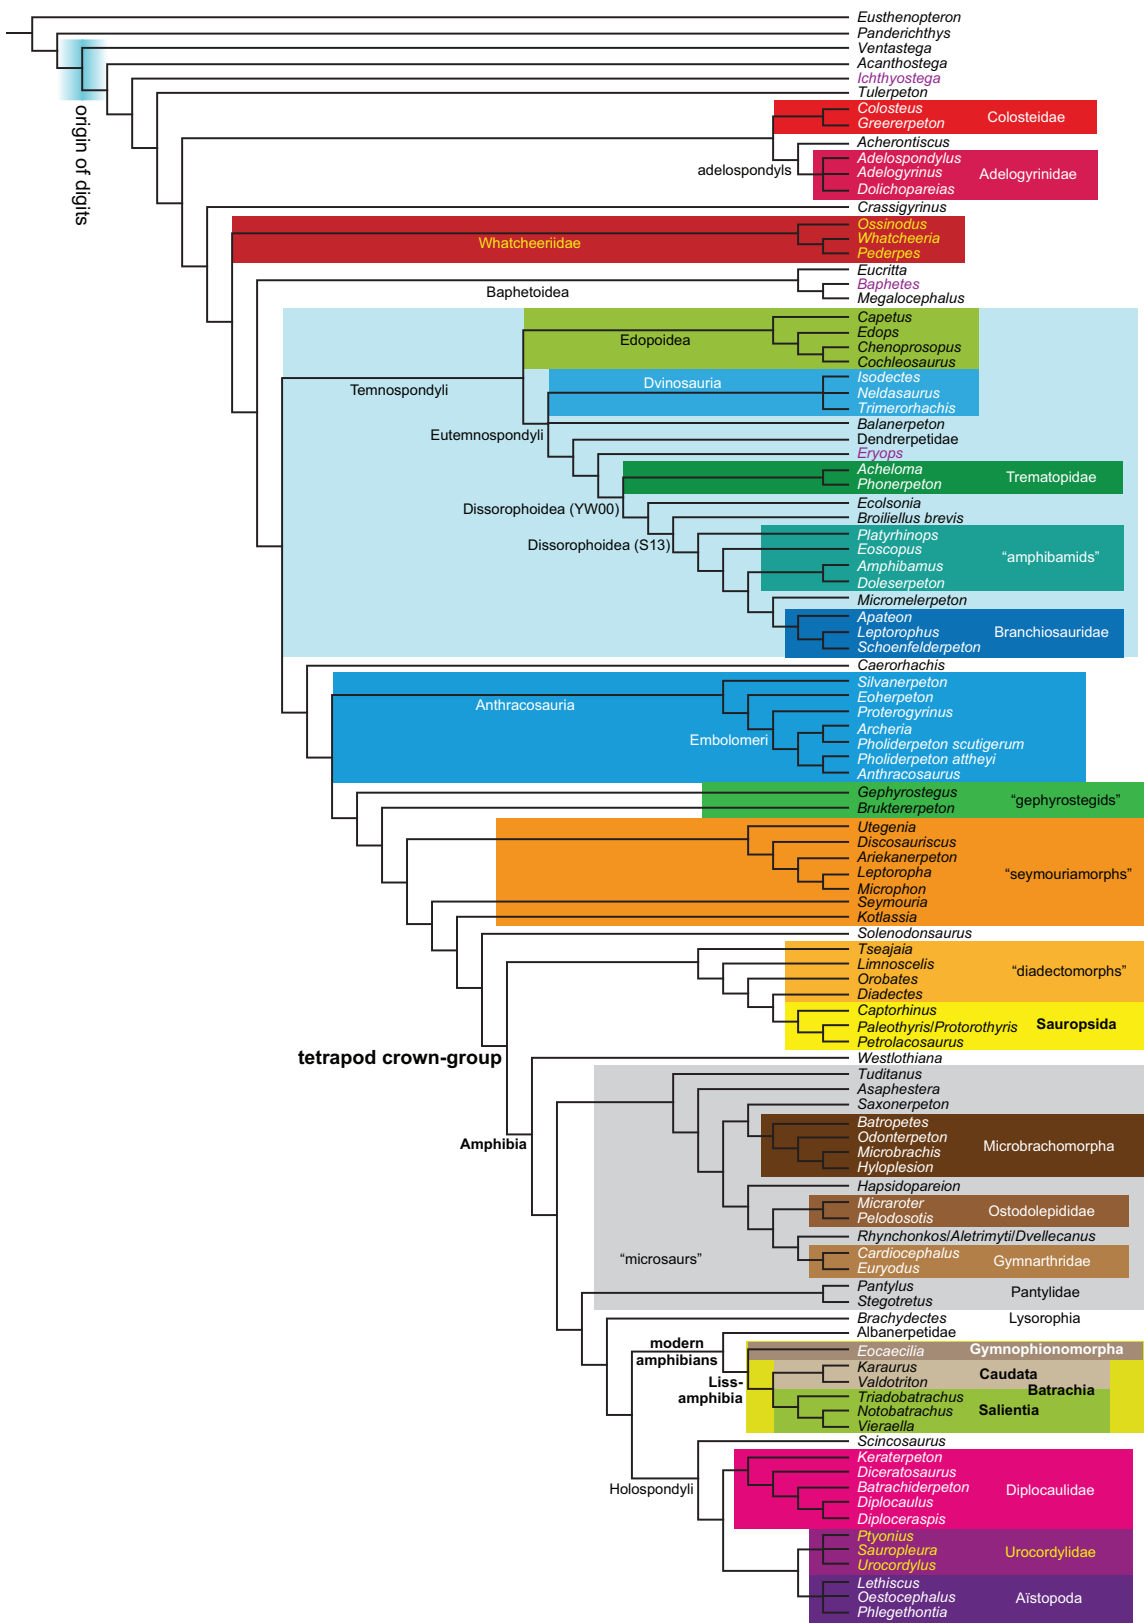 Eusthenopteron
Panderichthys
Ventastega
Acanthostega
Ichthyostega
Tulerpeton
origin of digits
Colosteus
Greererpeton
Colosteidae
Acherontiscus
adelospondyls
Adelospondylus
Adelogyrinus
Dolichopareias
Adelogyrinidae
Crassigyrinus
Ossinodus
Whatcheeria
Pederpes
Whatcheeriidae
Eucritta
Baphetes
Megalocephalus
Baphetoidea
Capetus
Edops
Chenoprosopus
Cochleosaurus
Edopoidea
Temnospondyli
Dvinosauria
Isodectes
Neldasaurus
Trimerorhachis
Eutemnospondyli
Balanerpeton
Dendrerpetidae
Eryops
Acheloma
Phonerpeton
Trematopidae
Dissorophoidea (YW00)
Ecolsonia
Broiliellus brevis
Dissorophoidea (S13)
Platyrhinops
Eoscopus
Amphibamus
Doleserpeton
“amphibamids”
Micromelerpeton
Apateon
Leptorophus
Schoenfelderpeton
Branchiosauridae
Caerorhachis
Anthracosauria
Silvanerpeton
Eoherpeton
Proterogyrinus
Embolomeri
Archeria
Pholiderpeton scutigerum
Pholiderpeton attheyi
Anthracosaurus
Gephyrostegus
Bruktererpeton
“gephyrostegids”
Utegenia
Discosauriscus
Ariekanerpeton
Leptoropha
Microphon
Seymouria
Kotlassia
“seymouriamorphs”
Solenodonsaurus
Tseajaia
Limnoscelis
Orobates
Diadectes
“diadectomorphs”
Captorhinus
Paleothyris/Protorothyris
Petrolacosaurus
Sauropsida
tetrapod crown-group
Westlothiana
Amphibia
Tuditanus
Asaphestera
Saxonerpeton
Batropetes
Odonterpeton
Microbrachis
Hyloplesion
Microbrachomorpha
Hapsidopareion
Micraroter
Pelodosotis
Ostodolepididae
Rhynchonkos/Aletrimyti/Dvellecanus
“microsaurs”
Cardiocephalus
Euryodus
Gymnarthridae
Pantylus
Stegotretus
Pantylidae
Brachydectes
Lysorophia
Albanerpetidae
modern
amphibians
Eocaecilia
Gymnophionomorpha
Liss-
amphibia
Karaurus
Valdotriton
Caudata
Batrachia
Triadobatrachus
Notobatrachus
Vieraella
Salientia
Scincosaurus
Holospondyli
Keraterpeton
Diceratosaurus
Batrachiderpeton
Diplocaulus
Diploceraspis
Diplocaulidae
Ptyonius
Sauropleura
Urocordylus
Urocordylidae
Lethiscus
Oestocephalus
Phlegethontia
Aïstopoda